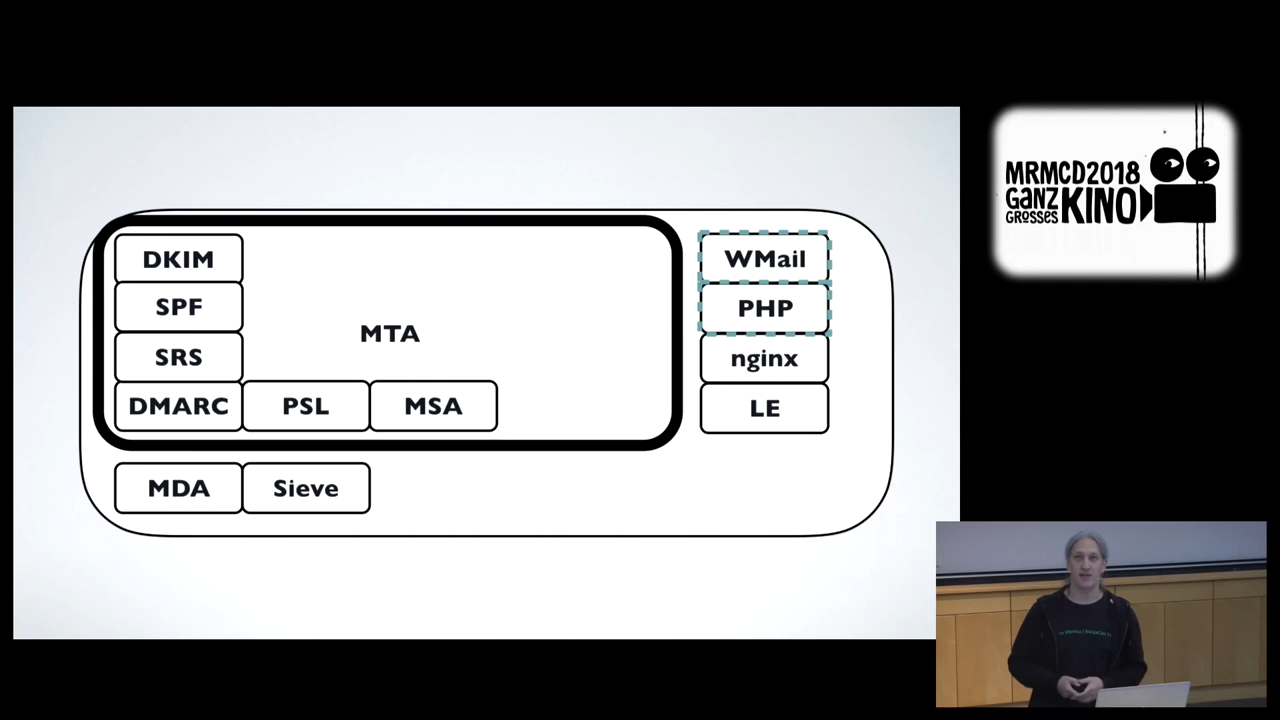 DKIM
SPF
SRS
DMARC
PSL
MSA
MTA
MDA
Sieve
WMail
PHP
nginx
LE
MRMCD2018
GANZ
GROSSES
KINO